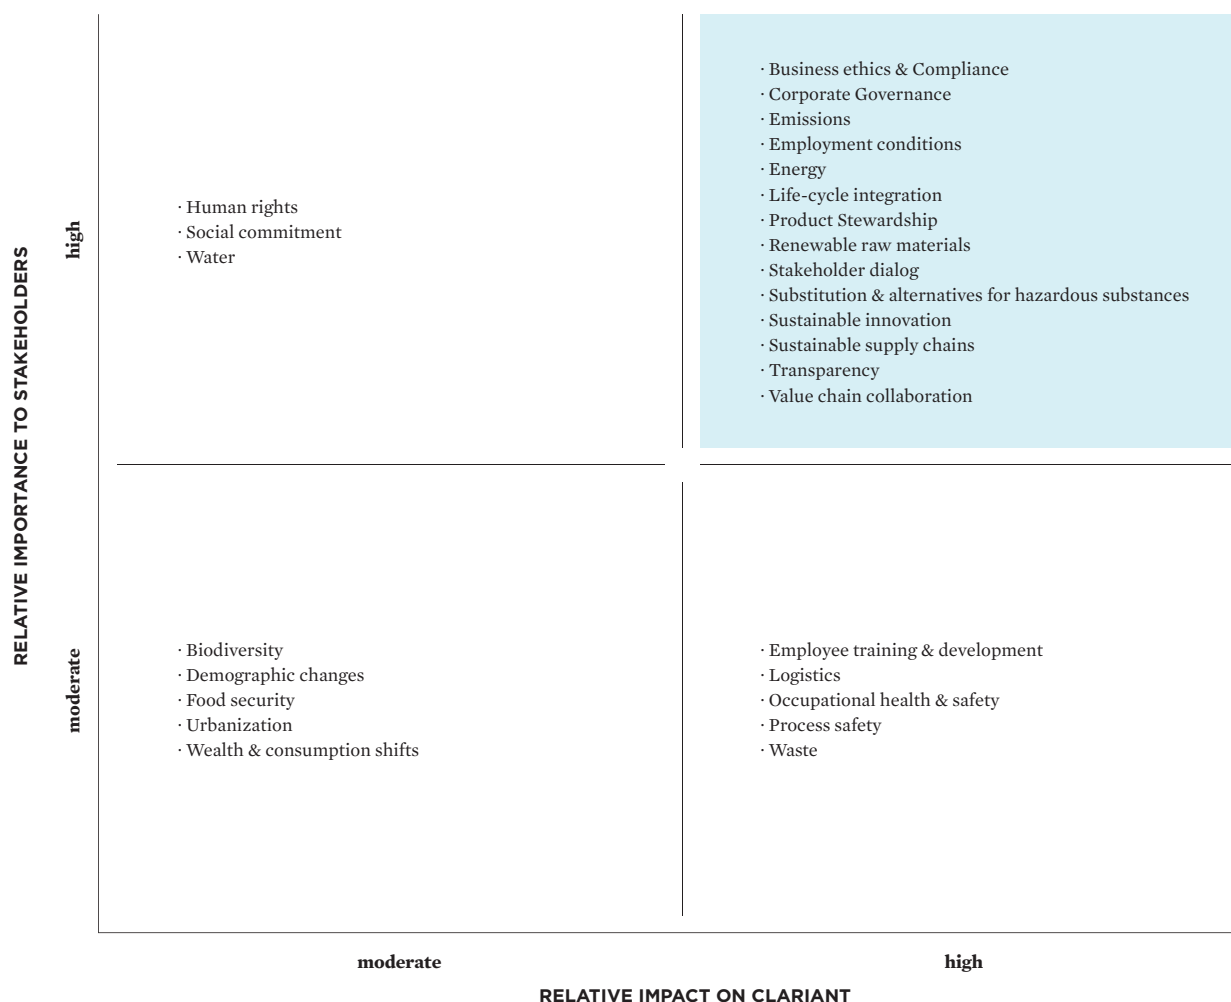 RELATIVE IMPORTANCE TO STAKEHOLDERS
high
· Human rights
· Social commitment
· Water
· Business ethics & Compliance
· Corporate Governance
· Emissions
· Employment conditions
· Energy
· Life-cycle integration
· Product Stewardship
· Renewable raw materials
· Stakeholder dialog
· Substitution & alternatives for hazardous substances
· Sustainable innovation
· Sustainable supply chains
· Transparency
· Value chain collaboration
moderate
· Biodiversity
· Demographic changes
· Food security
· Urbanization
· Wealth & consumption shifts
· Employee training & development
· Logistics
· Occupational health & safety
· Process safety
· Waste
moderate
high
RELATIVE IMPACT ON CLARIANT